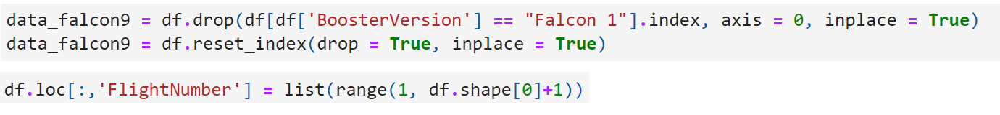 data_falcon9 = df.drop(df[df['BoosterVersion'] == "Falcon 1"].index, axis = 0, inplace = True)
data_falcon9 = df.reset_index(drop = True, inplace = True)
df.loc[:,'FlightNumber'] = list(range(1, df.shape[0]+1))